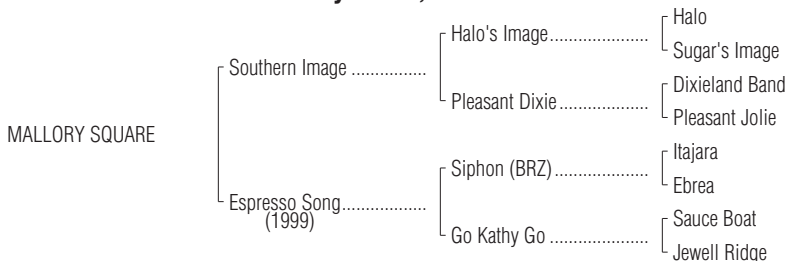 Halo
Halo's Image.....................
Sugar's Image
Southern Image ................
Dixieland Band
Pleasant Dixie...................
Pleasant Jolie
MALLORY SQUARE
Itajara
Siphon (BRZ)....................
Ebrea
Espresso Song..................
(1999)
Sauce Boat
Go Kathy Go .....................
Jewell Ridge